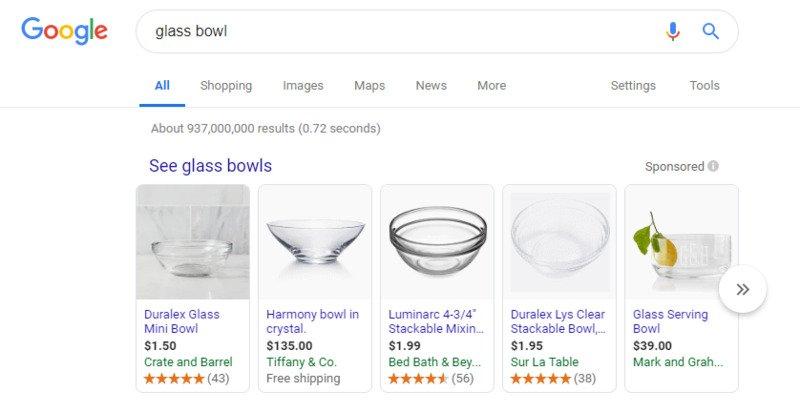 Google
glass bowl
All Shopping Images Maps News More Settings Tools
About 937,000,000 results (0.72 seconds)
See glass bowls
Sponsored
Duralex Glass
Mini Bowl
$1.50
Crate and Barrel
(43)
Harmony bowl in
crystal.
$135.00
Tiffany & Co.
Free shipping
Luminarc 4-3/4"
Stackable Mixin...
$1.99
Bed Bath & Bey...
(56)
Duralex Lys Clear
Stackable Bowl,...
$1.95
Sur La Table
(38)
Glass Serving
Bowl
$39.00
Mark and Grah...